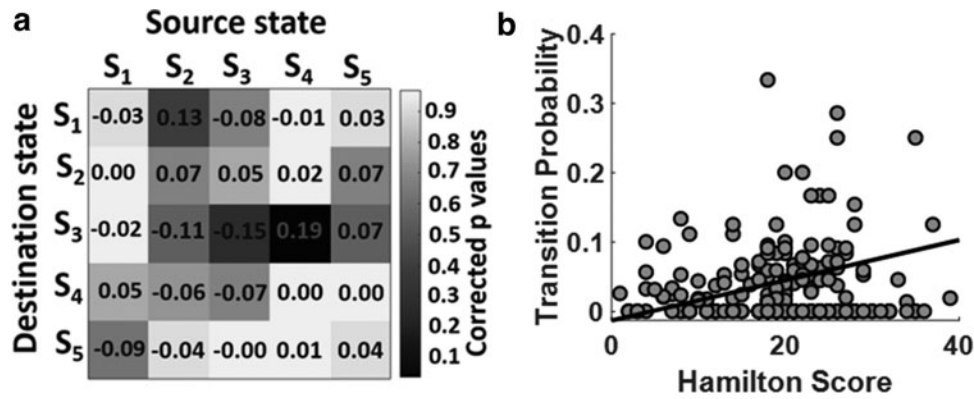 a
Source state
S1 S2 S3 S4 S5
Destination state
S1 -0.03 0.13 -0.08 -0.01 0.03
S2 0.00 0.07 0.05 0.02 0.07
S3 -0.02 -0.11 -0.15 0.19 0.07
S4 0.05 -0.06 -0.07 0.00 0.00
S5 -0.09 -0.04 -0.00 0.01 0.04
0.9
0.8
0.7
0.6
0.5
0.4
0.3
0.2
0.1
Corrected p values
b
Transition Probability
0.4
0.3
0.2
0.1
0
0 20 40
Hamilton Score